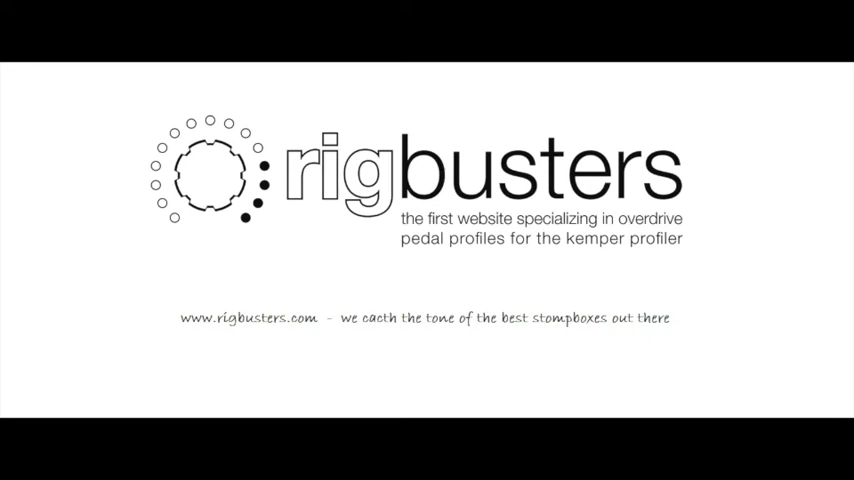 rigbusters
the first website specializing in overdrive
pedal profiles for the kemper profiler
www.rigbusters.com - we cacth the tone of the best stompboxes out there